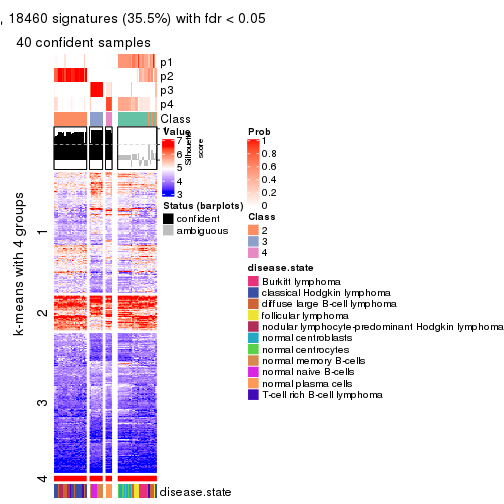 , 18460 signatures (35.5%) with fdr < 0.05
40 confident samples
p1
p2
p3
p4
Class
Silhouette
score
k-means with 4 groups
1
2
3
4
disease.state
Value
7
6
5
4
3
Status (barplots)
confident
ambiguous
Prob
1
0.8
0.6
0.4
0.2
0
Class
2
3
4
disease.state
Burkitt lymphoma
classical Hodgkin lymphoma
diffuse large B-cell lymphoma
follicular lymphoma
nodular lymphocyte-predominant Hodgkin lymphoma
normal centroblasts
normal centrocytes
normal memory B-cells
normal naive B-cells
normal plasma cells
T-cell rich B-cell lymphoma